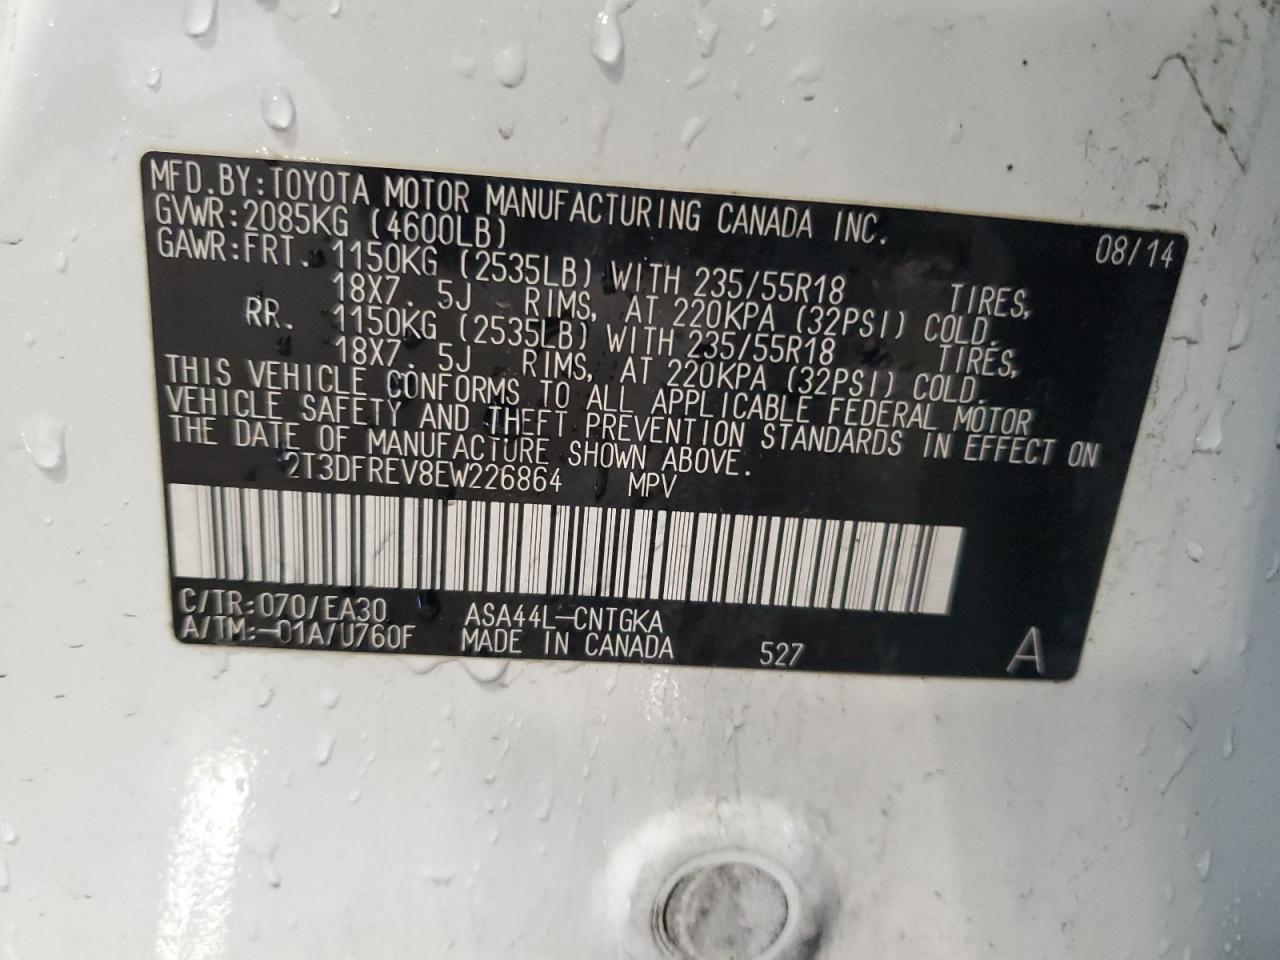 MFD.BY:TOYOTA MOTOR MANUFACTURING CANADA INC. 08/14
GVWR:2085KG (4600LB)
GAWR:FRT. 1150KG (2535LB) WITH 235/55R18 TIRES,
18X7. 5J RIMS, AT 220KPA (32PSI) COLD.
RR. 1150KG (2535LB) WITH 235/55R18 TIRES,
18X7. 5J RIMS, AT 220KPA (32PSI) COLD.
THIS VEHICLE CONFORMS TO ALL APPLICABLE FEDERAL MOTOR
VEHICLE SAFETY AND THEFT PREVENTION STANDARDS IN EFFECT ON
THE DATE OF MANUFACTURE SHOWN ABOVE.
2T3DFREV8EW226864 MPV
C/TR:070/EA30 ASA44L-CNTGKA
A/TM:-01A/U760F MADE IN CANADA 527 A